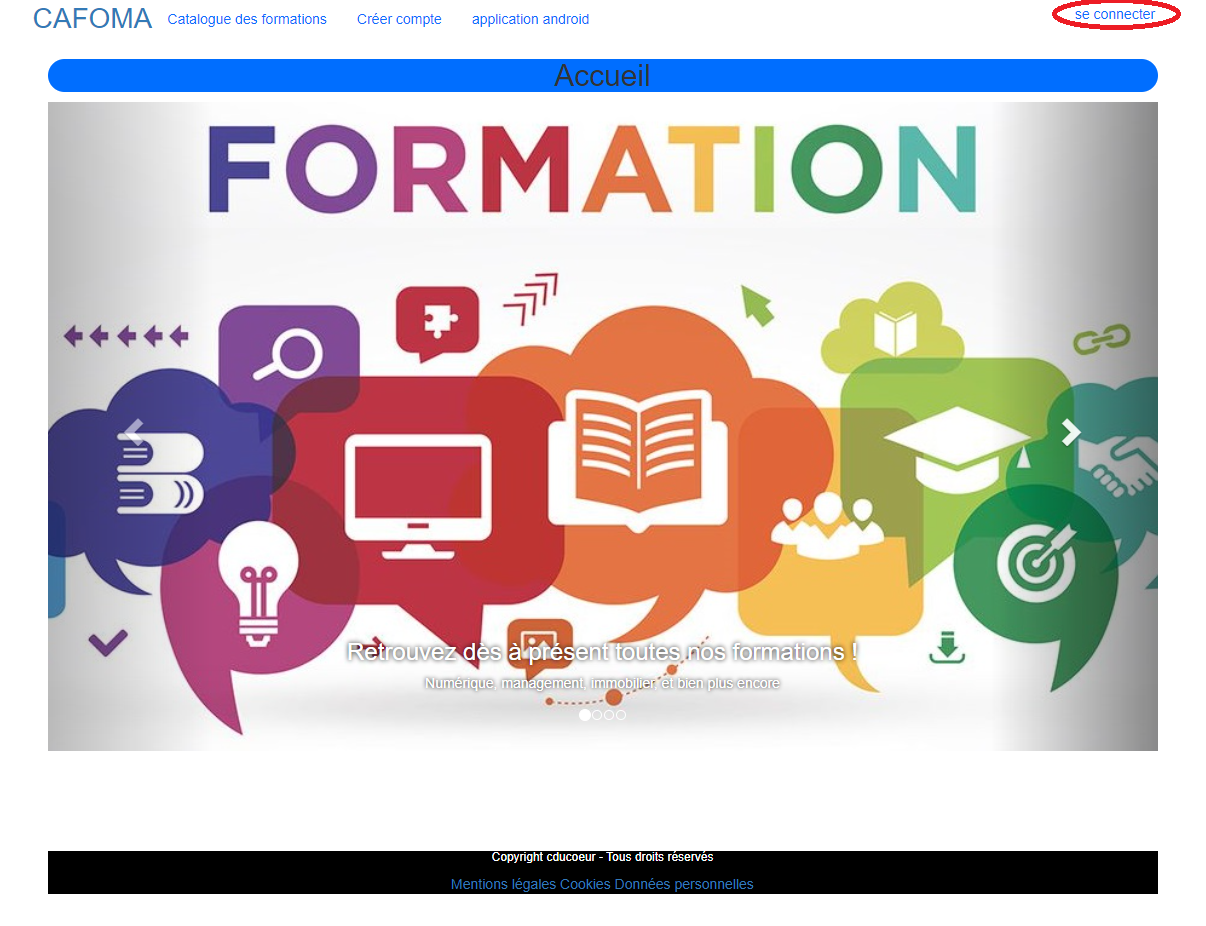 CAFOMA Catalogue des formations Créer compte application android se connecter
Accueil
FORMATION
Retrouvez dès à présent toutes nos formations !
Numérique, management, immobilier et bien plus encore
Copyright cducoeur - Tous droits réservés
Mentions légales Cookies Données personnelles